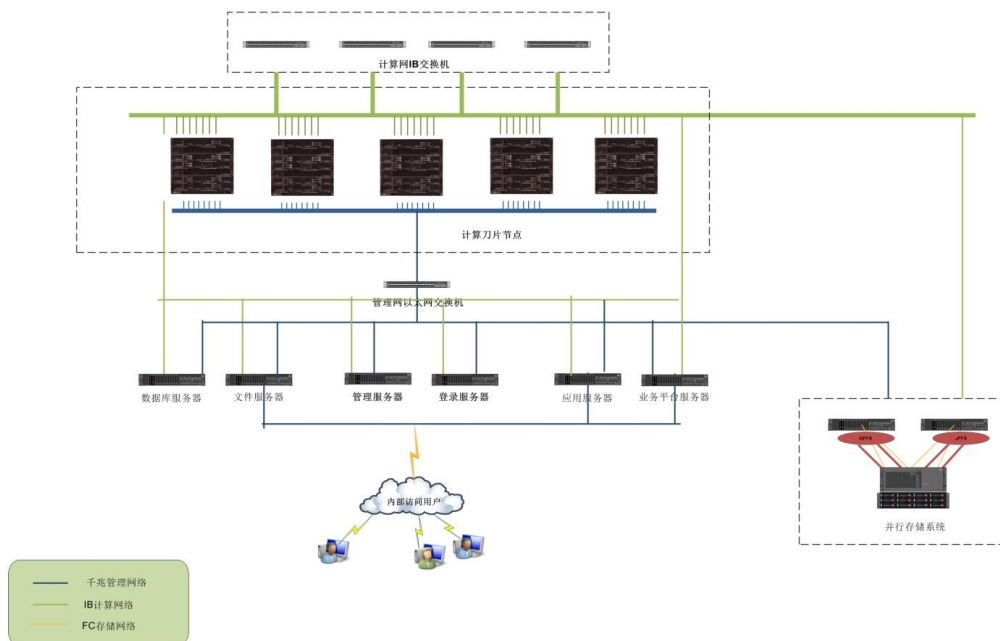 计算网IB交换机
计算刀片节点
管理网以太网交换机
数据库服务器
文件服务器
管理服务器
登录服务器
应用服务器
业务平台服务器
GPFS
JPFS
并行存储系统
内部访问用户
千兆管理网络
IB计算网络
FC存储网络